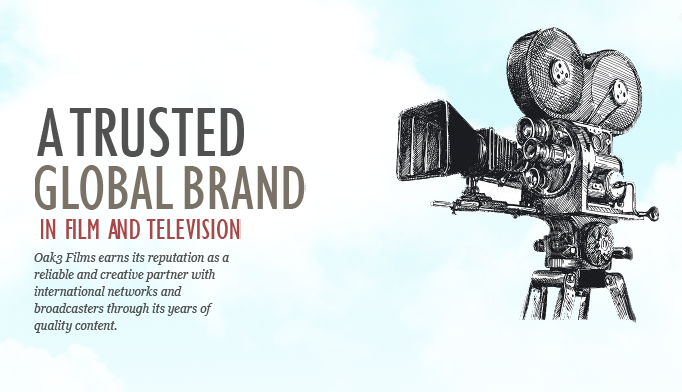 A TRUSTED
GLOBAL BRAND
IN FILM AND TELEVISION
Oak3 Films earns its reputation as a
reliable and creative partner with
international networks and
broadcasters through its years of
quality content.